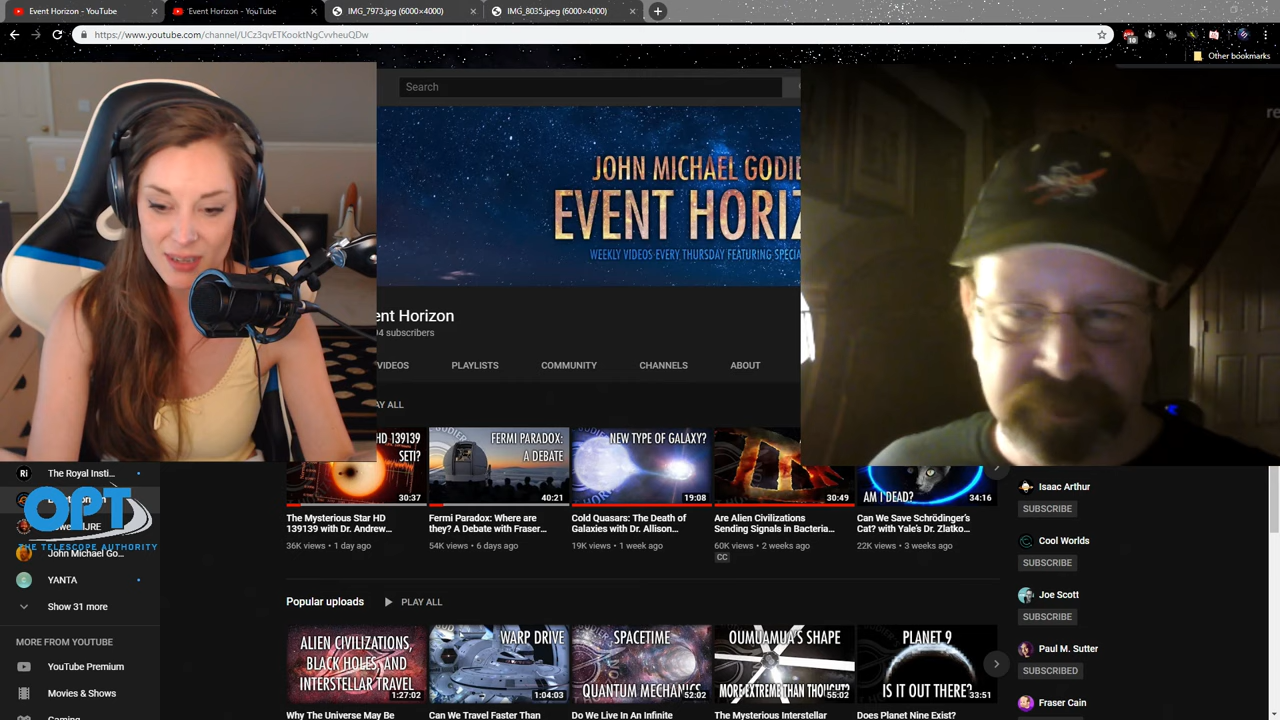 Event Horizon - YouTube
Event Horizon - YouTube
IMG_7973.jpg (6000×4000)
IMG_8035.jpeg (6000×4000)
https://www.youtube.com/channel/UCz3qvETKooktNgCvvheuQDw
10
Other bookmarks
Search
re
JOHN MICHAEL GODIE
EVENT HORIZ
WEEKLY VIDEOS EVERY THURSDAY FEATURING SPECIA
ent Horizon
94 subscribers
VIDEOS
PLAYLISTS
COMMUNITY
CHANNELS
ABOUT
AY ALL
HD 139139
SETI?
30:37
FERMI PARADOX:
A DEBATE
40:21
NEW TYPE OF GALAXY?
19:08
30:49
AM I DEAD?
34:16
The Mysterious Star HD
139139 with Dr. Andrew...
36K views • 1 day ago
Fermi Paradox: Where are
they? A Debate with Fraser...
54K views • 6 days ago
Cold Quasars: The Death of
Galaxies with Dr. Allison...
19K views • 1 week ago
Are Alien Civilizations
Sending Signals in Bacteria...
60K views • 2 weeks ago
CC
Can We Save Schrödinger's
Cat? with Yale's Dr. Zlatko...
22K views • 3 weeks ago
Ri
The Royal Insti...
OPT
THE TELESCOPE AUTHORITY
John Michael Go...
YANTA
Show 31 more
MORE FROM YOUTUBE
YouTube Premium
Movies & Shows
Gaming
Popular uploads
PLAY ALL
ALIEN CIVILIZATIONS,
BLACK HOLES, AND
INTERSTELLAR TRAVEL
1:27:02
WARP DRIVE
1:04:03
SPACETIME
QUANTUM MECHANICS
52:02
OUMUAMUA'S SHAPE
MORE EXTREME THAN THOUGHT?
55:02
PLANET 9
IS IT OUT THERE?
33:51
Why The Universe May Be
Can We Travel Faster Than
Do We Live In An Infinite
The Mysterious Interstellar
Does Planet Nine Exist?
Isaac Arthur
SUBSCRIBE
Cool Worlds
SUBSCRIBE
Joe Scott
SUBSCRIBE
Paul M. Sutter
SUBSCRIBED
Fraser Cain